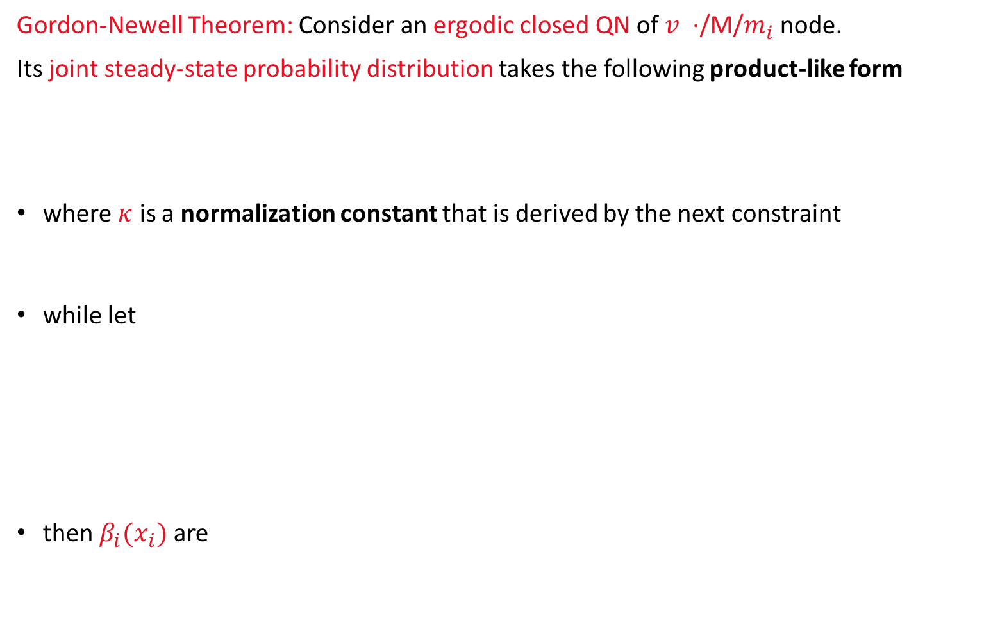 Gordon-Newell Theorem: Consider an ergodic closed QN of 𝑣 ·/M/𝑚ᵢ node.
Its joint steady-state probability distribution takes the following product-like form
• where 𝜅 is a normalization constant that is derived by the next constraint
• while let
• then 𝛽ᵢ(𝑥ᵢ) are